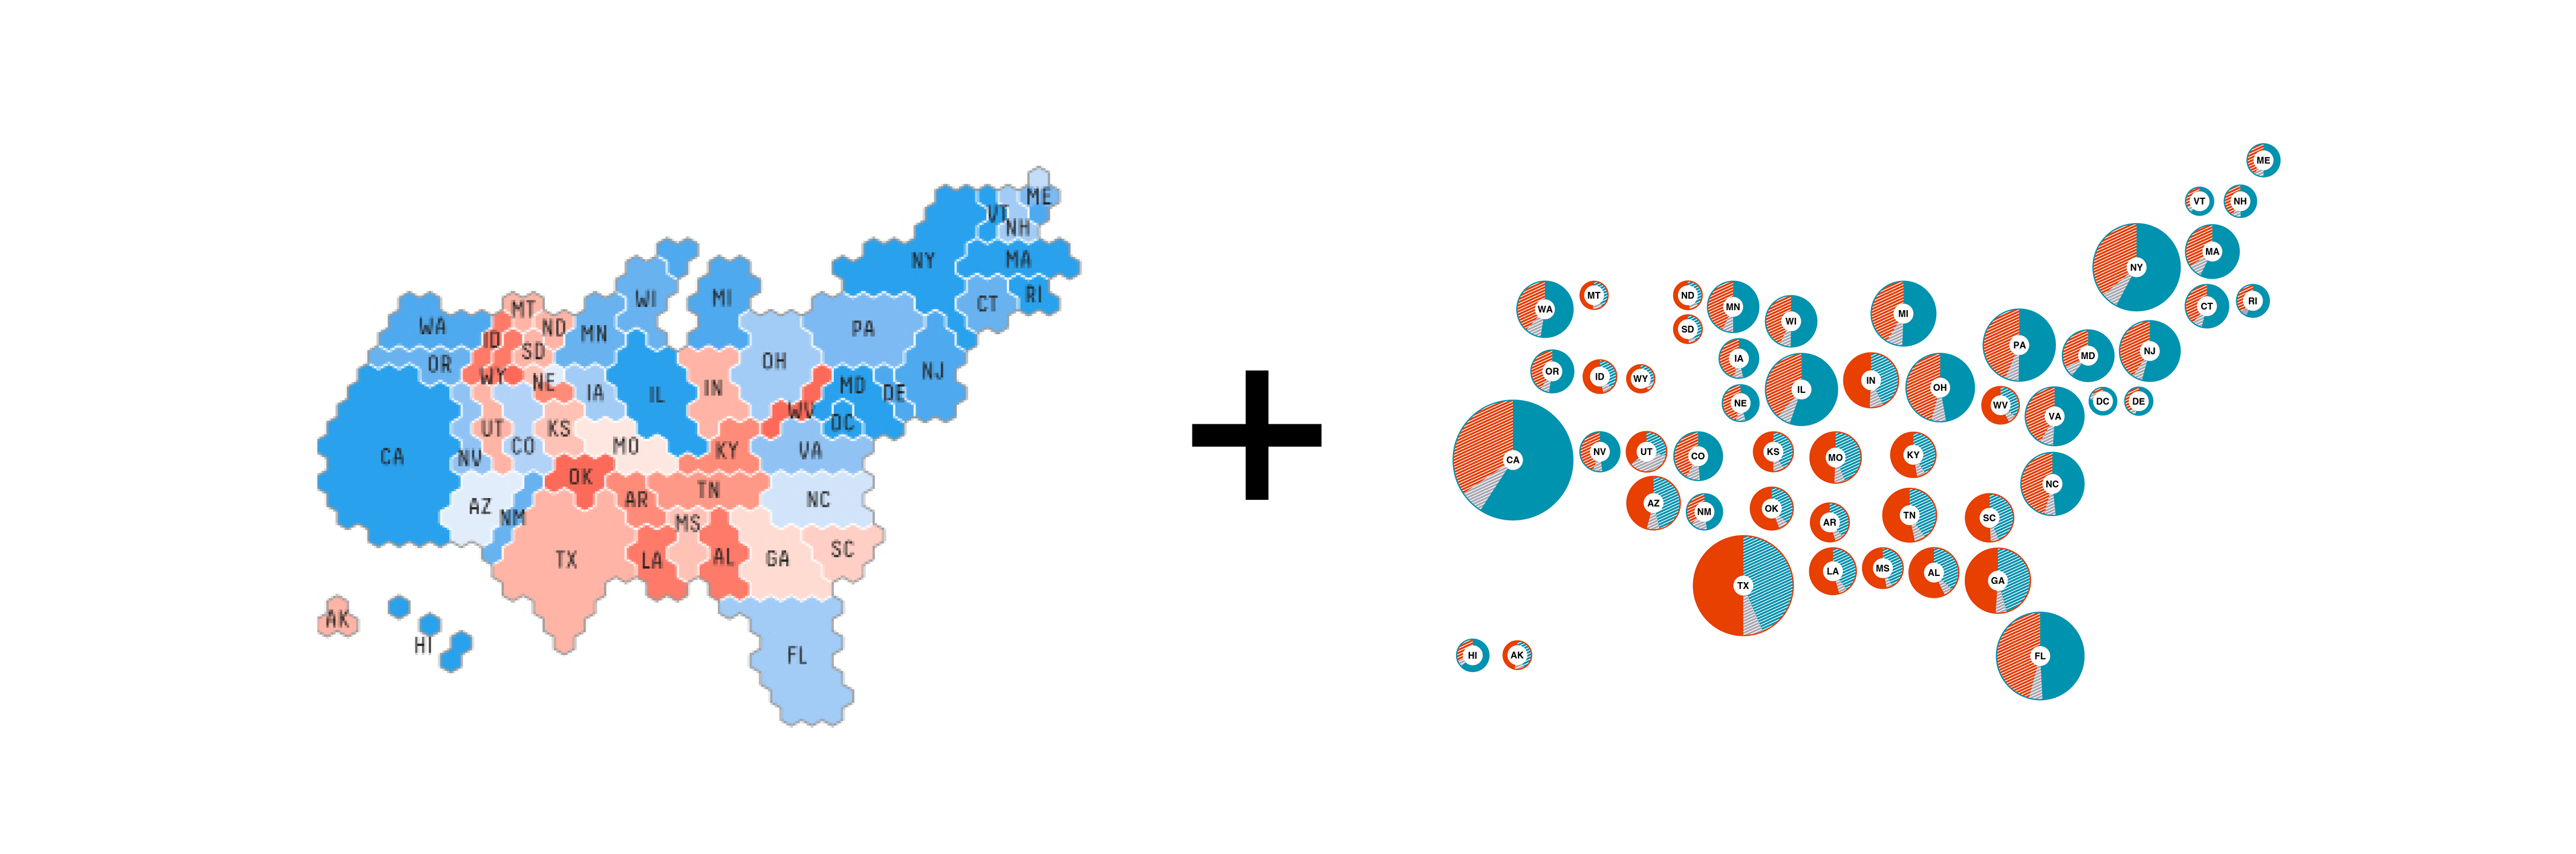 ME
VT
NH
NY
MA
CT
RI
WI
MI
PA
WA
MT
ND
MN
ID
SD
OR
OH
NJ
WY
NE
IA
IL
IN
MD
DE
WV
DC
UT
KS
CA
NV
CO
MO
KY
VA
OK
AR
TN
NC
AZ
NM
MS
TX
LA
AL
GA
SC
AK
HI
FL
ME
VT
NH
MA
NY
MT
ND
CT
RI
WA
MN
MI
WI
SD
PA
NJ
IA
MD
OR
ID
WY
IN
OH
IL
NE
WV
DC
DE
VA
NV
UT
CO
KS
MO
KY
CA
NC
AZ
NM
OK
TN
SC
AR
LA
MS
AL
GA
TX
HI
AK
FL